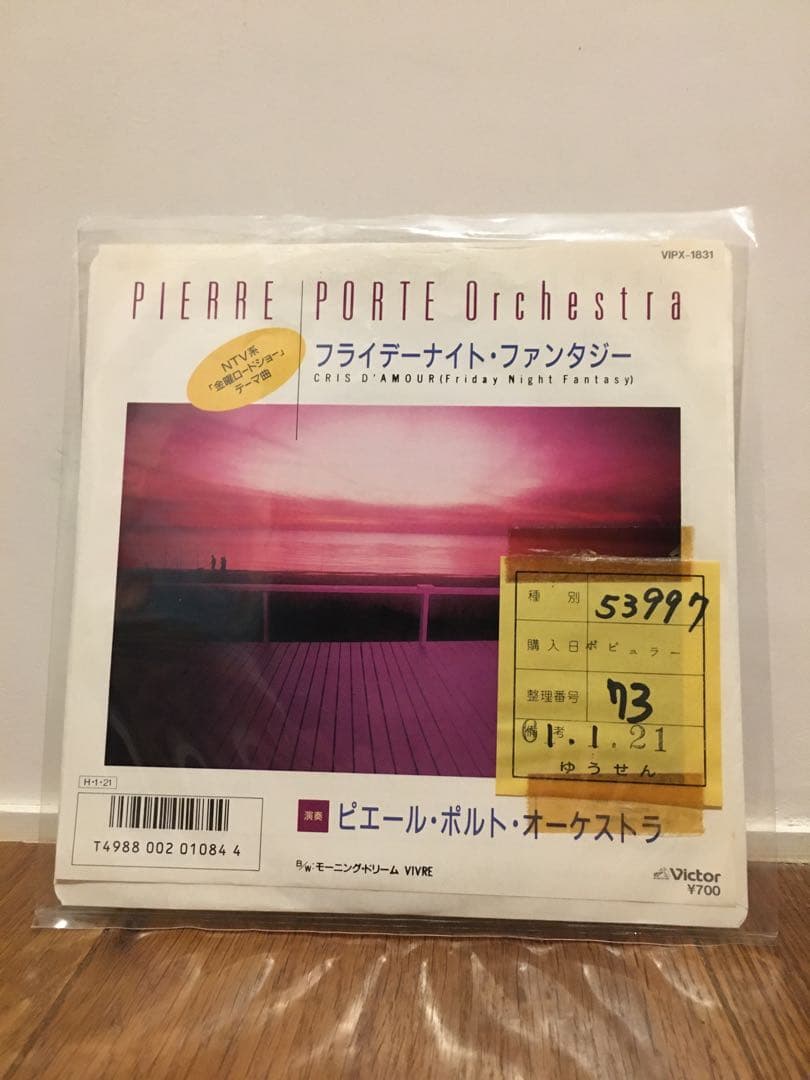 VIPX-1831
PIERRE PORTE Orchestra
NTV系
「金曜ロードショー」
テーマ曲
フライデーナイト・ファンタジー
CRIS D'AMOUR(Friday Night Fantasy)
種別 53997
購入日 ポピュラー
整理番号 73
備考 61.1.21
ゆうせん
H・1・21
T4988 002 01084 4
演奏 ピエール・ポルト・オーケストラ
B/W:モーニング・ドリーム VIVRE
Victor
¥700